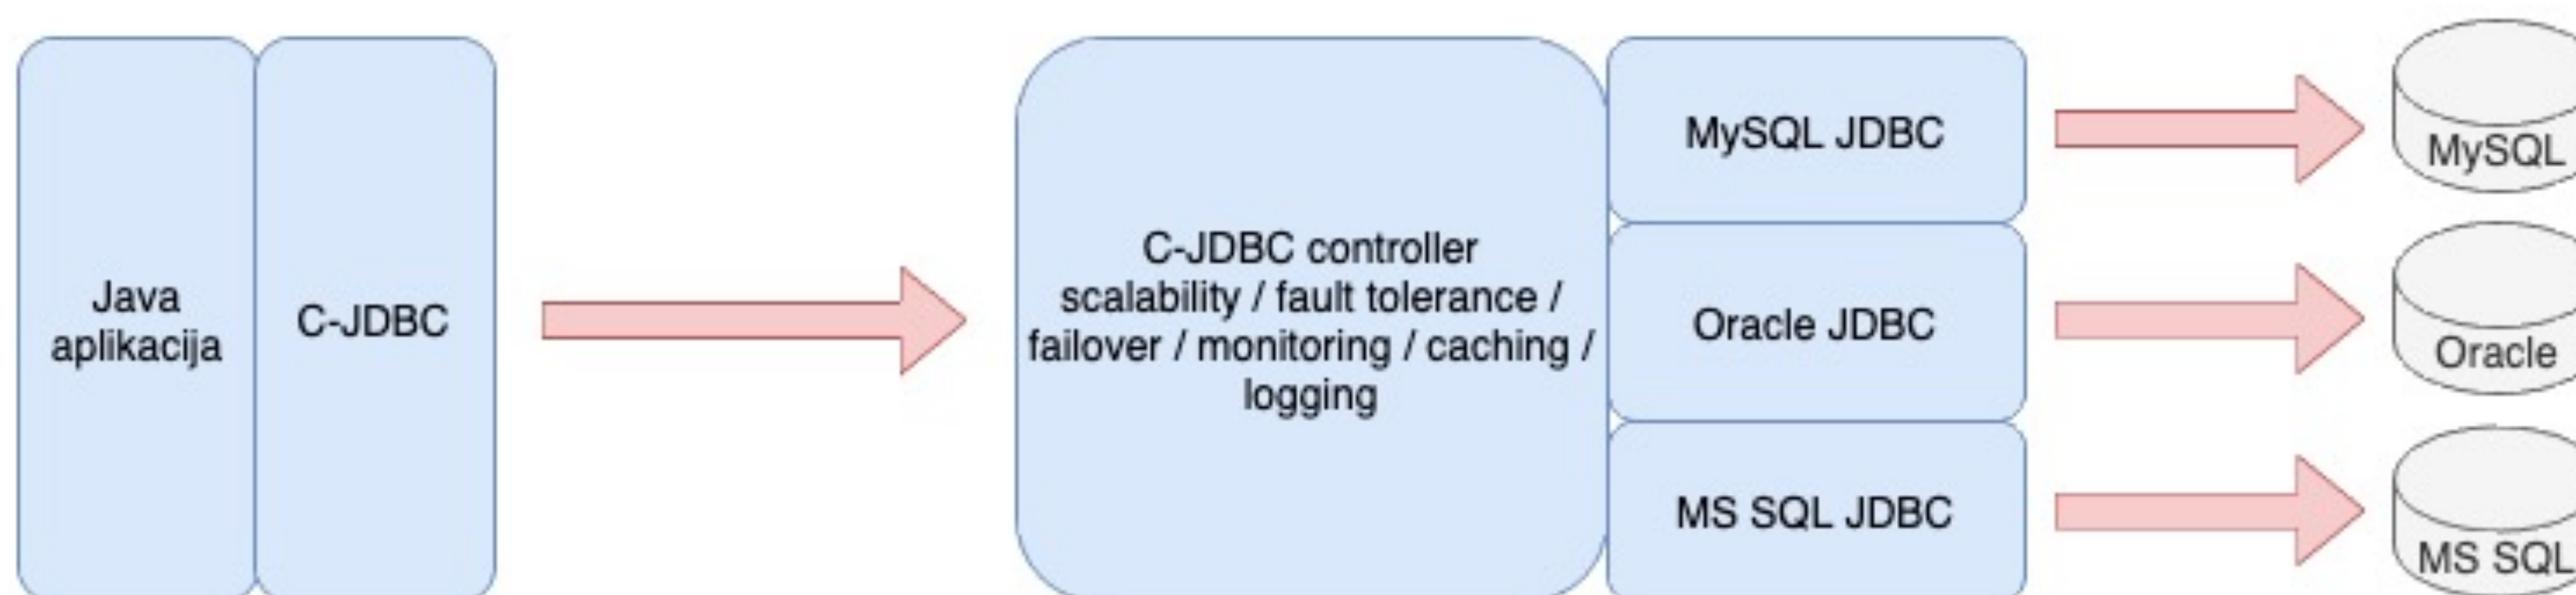 Java
aplikacija
C-JDBC
C-JDBC controller
scalability / fault tolerance /
failover / monitoring / caching /
logging
MySQL JDBC
Oracle JDBC
MS SQL JDBC
MySQL
Oracle
MS SQL